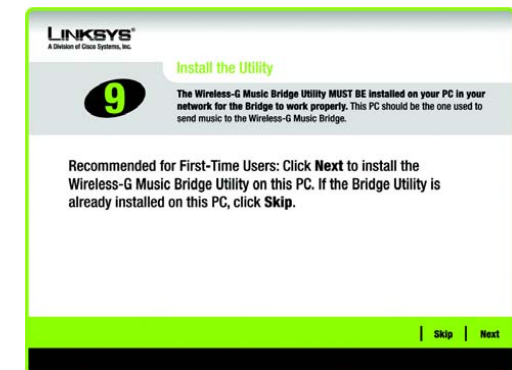 LINKSYS®
A Division of Cisco Systems, Inc.
Install the Utility
9
The Wireless-G Music Bridge Utility MUST BE installed on your PC in your
network for the Bridge to work properly. This PC should be the one used to
send music to the Wireless-G Music Bridge.
Recommended for First-Time Users: Click Next to install the
Wireless-G Music Bridge Utility on this PC. If the Bridge Utility is
already installed on this PC, click Skip.
Skip | Next